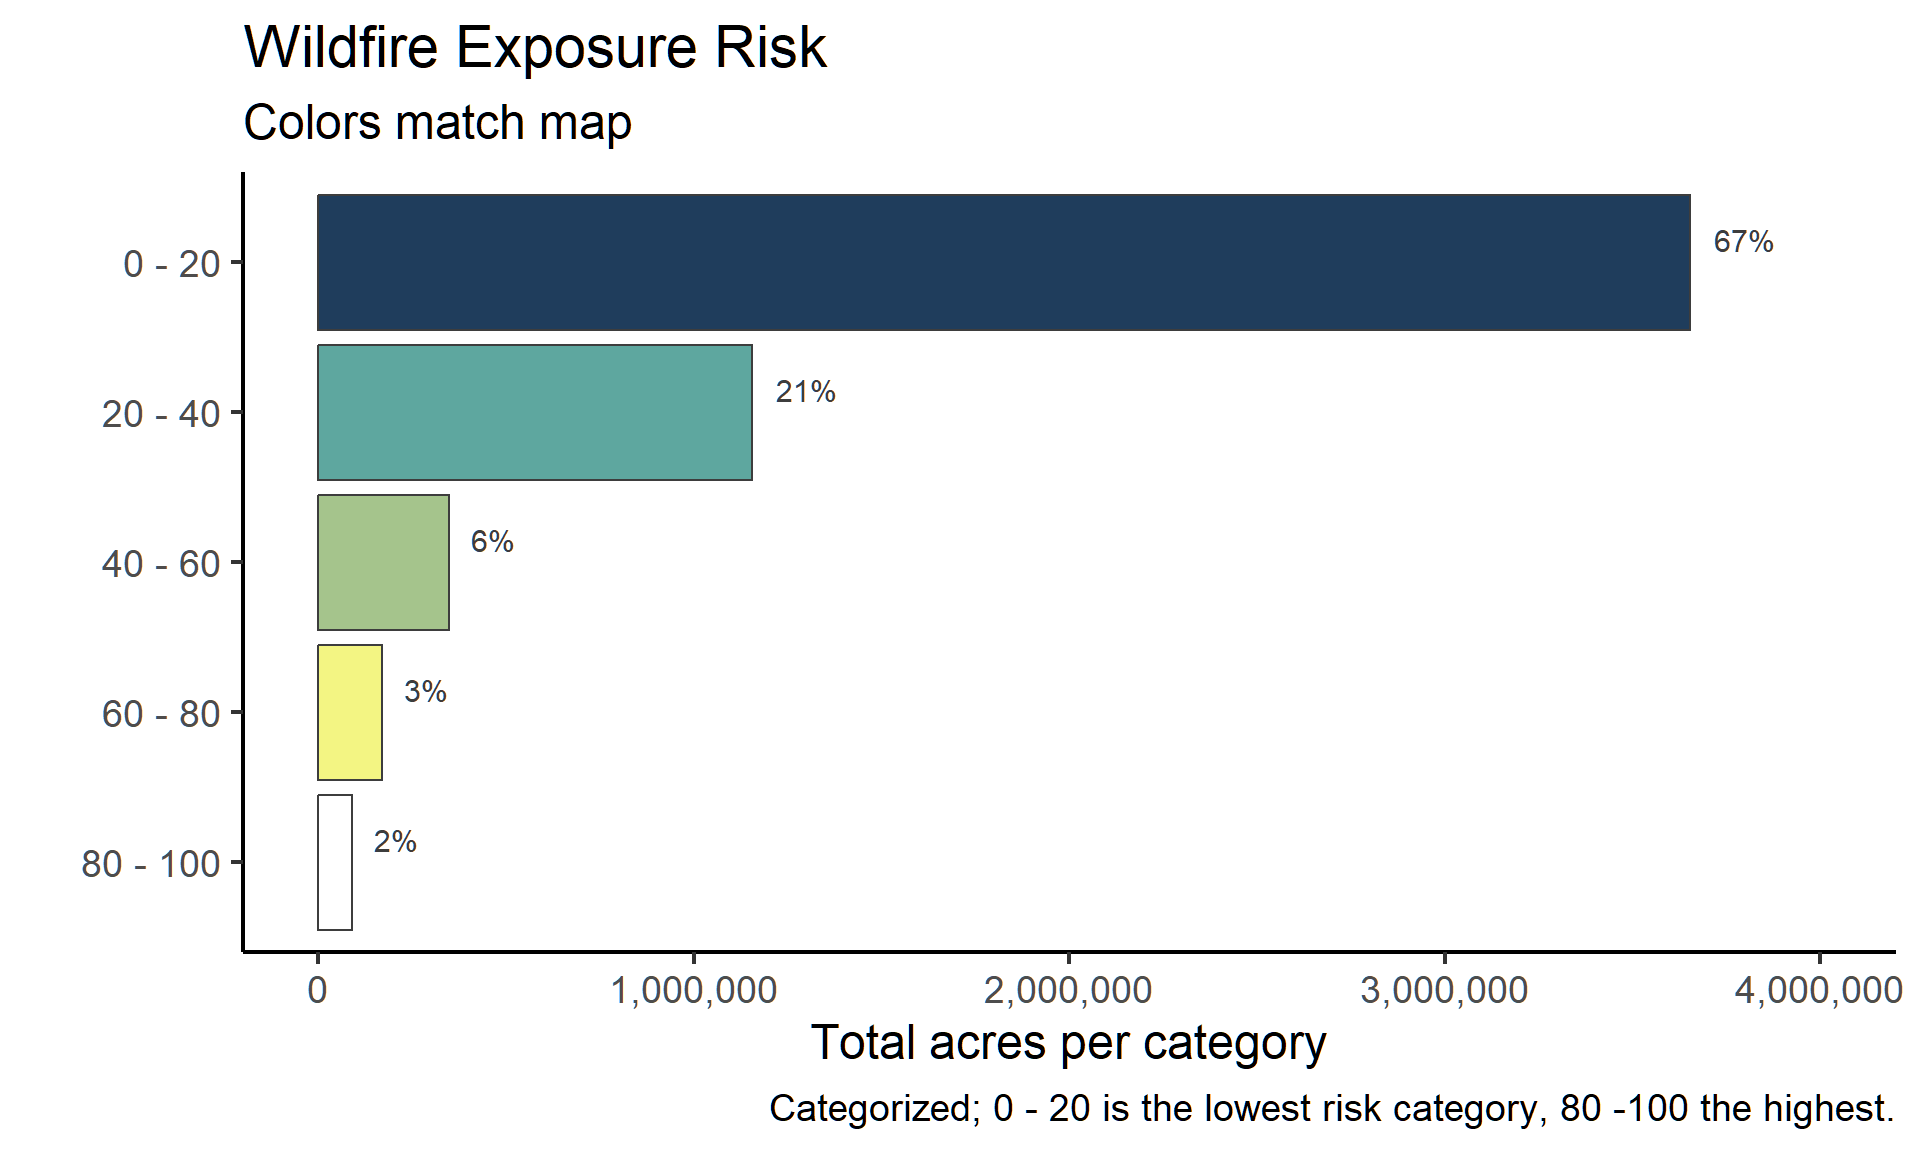 Wildfire Exposure Risk
Colors match map
0 - 20
67%
20 - 40
21%
40 - 60
6%
60 - 80
3%
80 - 100
2%
0
1,000,000
2,000,000
3,000,000
4,000,000
Total acres per category
Categorized; 0 - 20 is the lowest risk category, 80 -100 the highest.